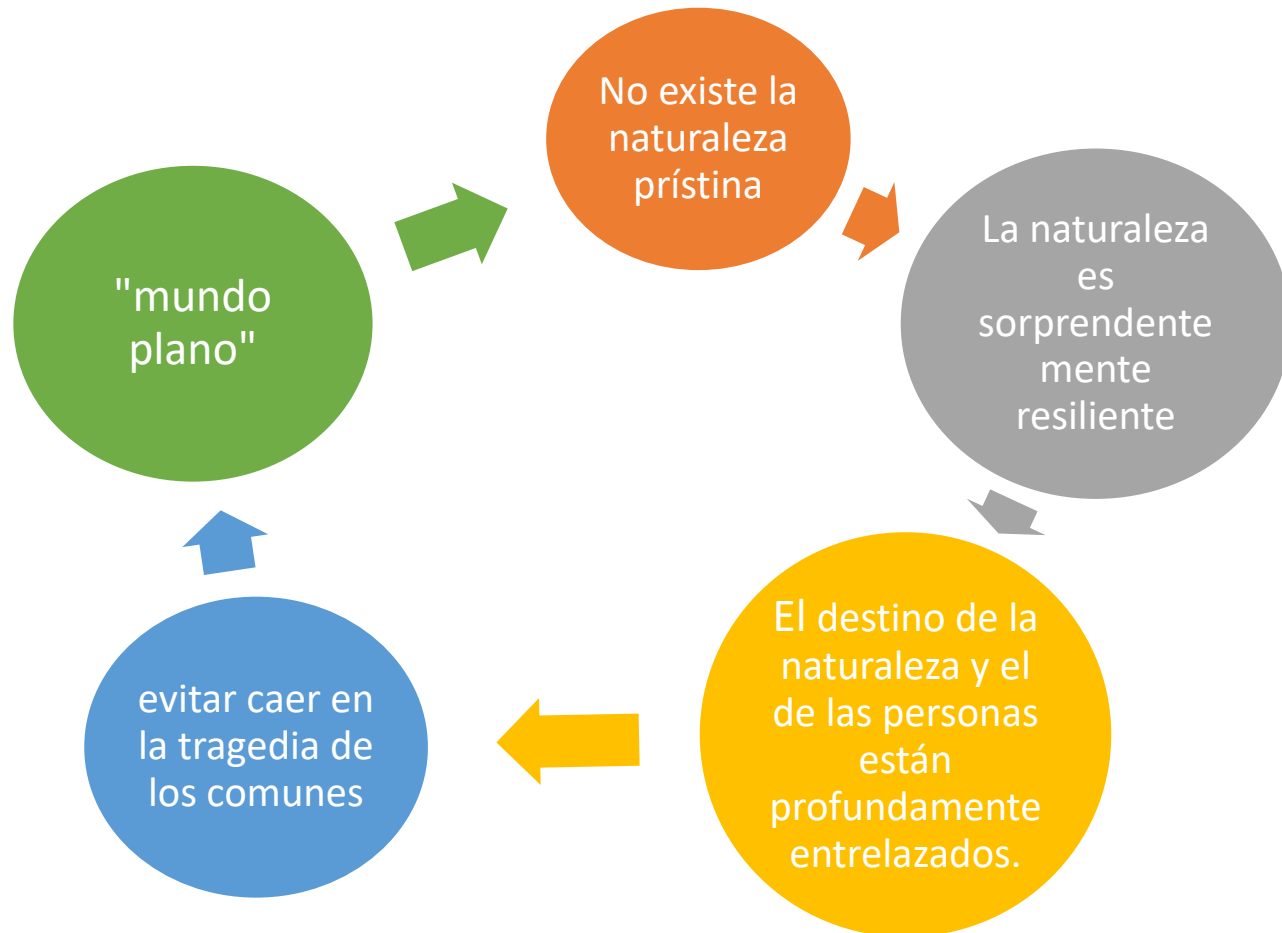 No existe la
naturaleza
prístina
La naturaleza
es
sorprendente
mente
resiliente
El destino de la
naturaleza y el
de las personas
están
profundamente
entrelazados.
evitar caer en
la tragedia de
los comunes
"mundo
plano"